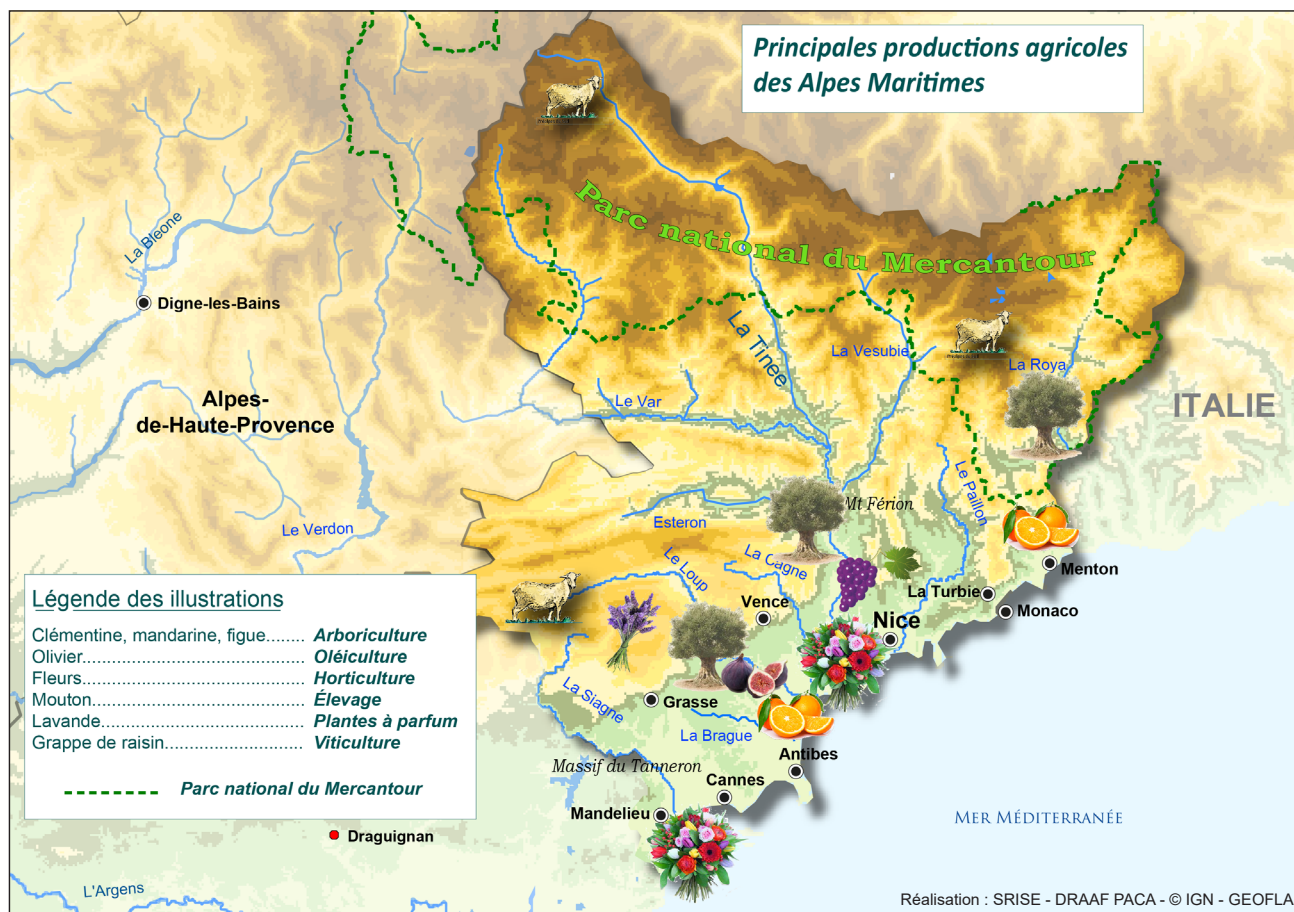 Principales productions agricoles
des Alpes Maritimes
Parc national du Mercantour
La Bleone
Digne-les-Bains
La Tinee
La Vesubie
La Roya
Alpes-
de-Haute-Provence
Le Var
ITALIE
Le Paillon
Mt Férion
Esteron
Le Verdon
La Cagne
Le Loup
Menton
La Turbie
Monaco
Vence
Nice
Légende des illustrations
Clémentine, mandarine, figue....... Arboriculture
Olivier........................................ Oléiculture
Fleurs......................................... Horticulture
Mouton....................................... Élevage
Lavande..................................... Plantes à parfum
Grappe de raisin......................... Viticulture
Parc national du Mercantour
La Siagne
Grasse
La Brague
Antibes
Massif du Tanneron
Cannes
Mandelieu
MER MÉDITERRANÉE
Draguignan
L'Argens
Réalisation : SRISE - DRAAF PACA - © IGN - GEOFLA